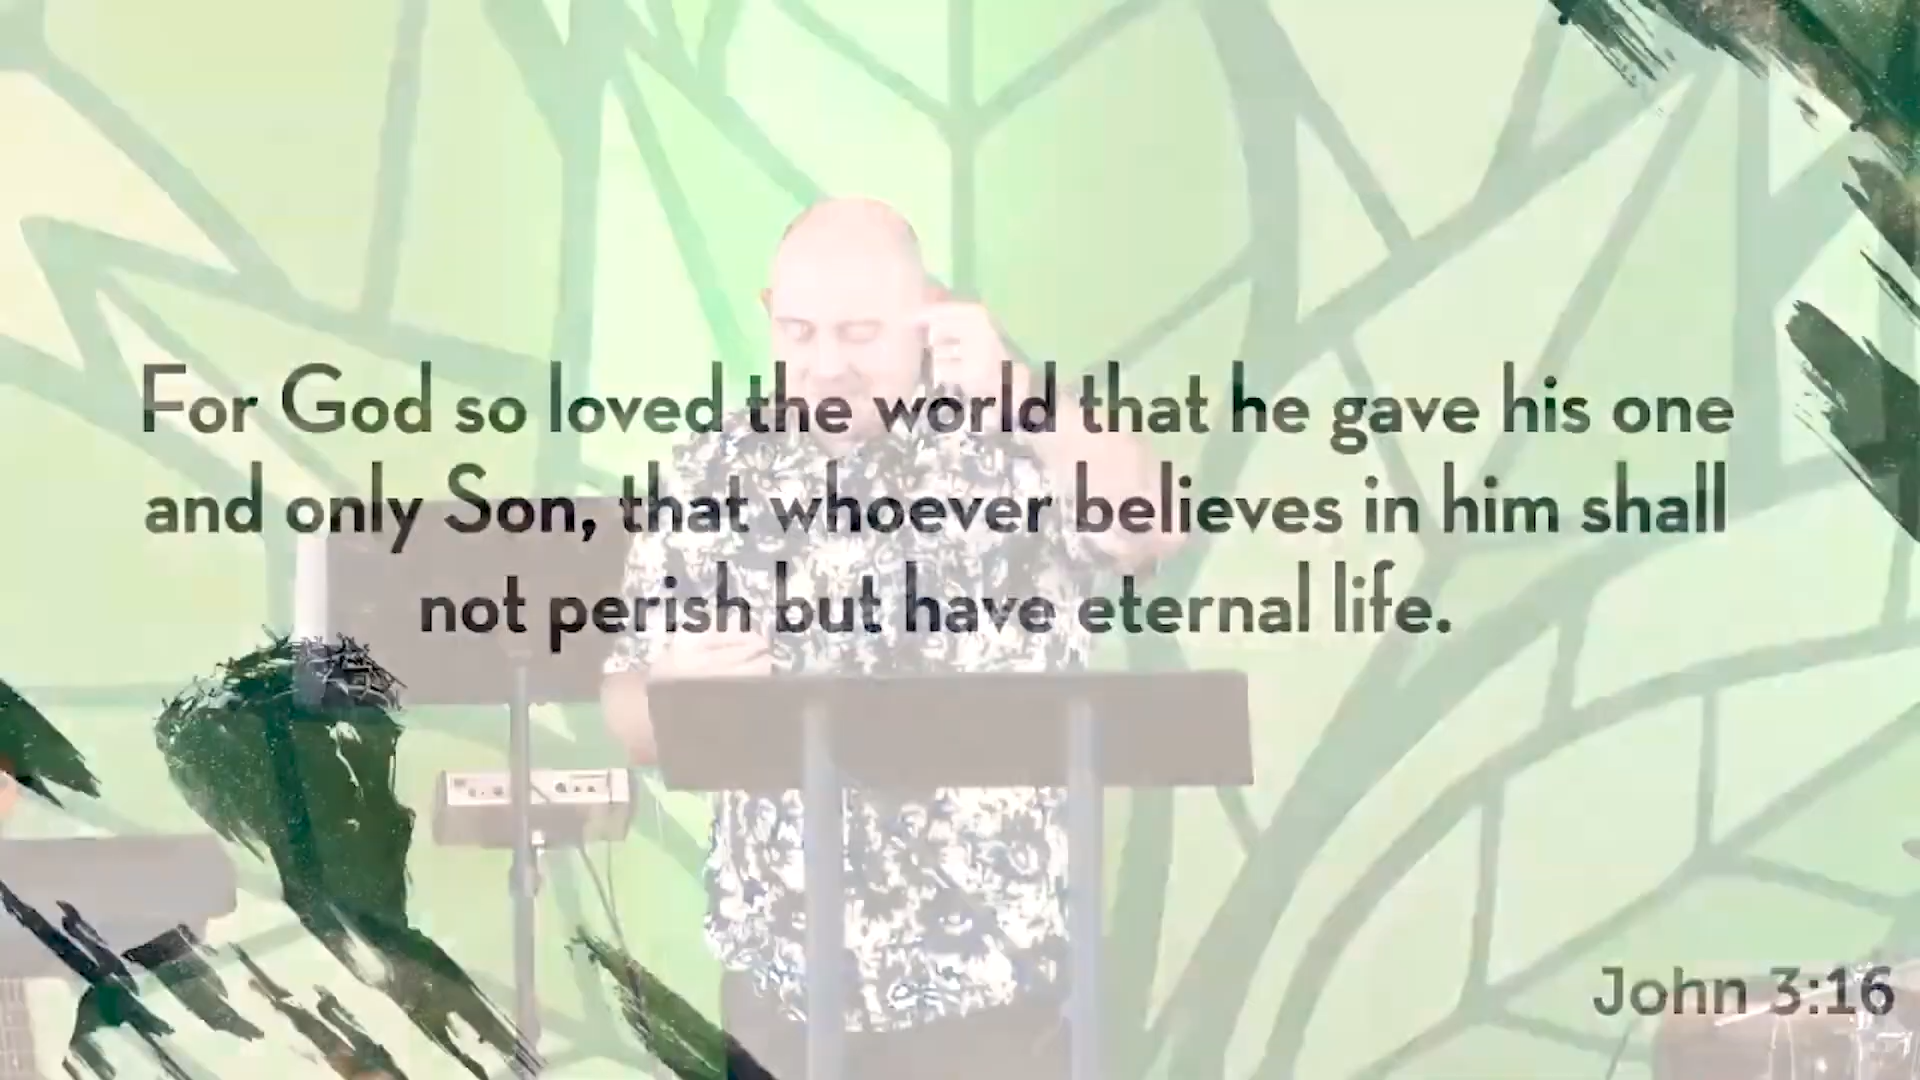 For God so loved the world that he gave his one
and only Son, that whoever believes in him shall
not perish but have eternal life.
John 3:16